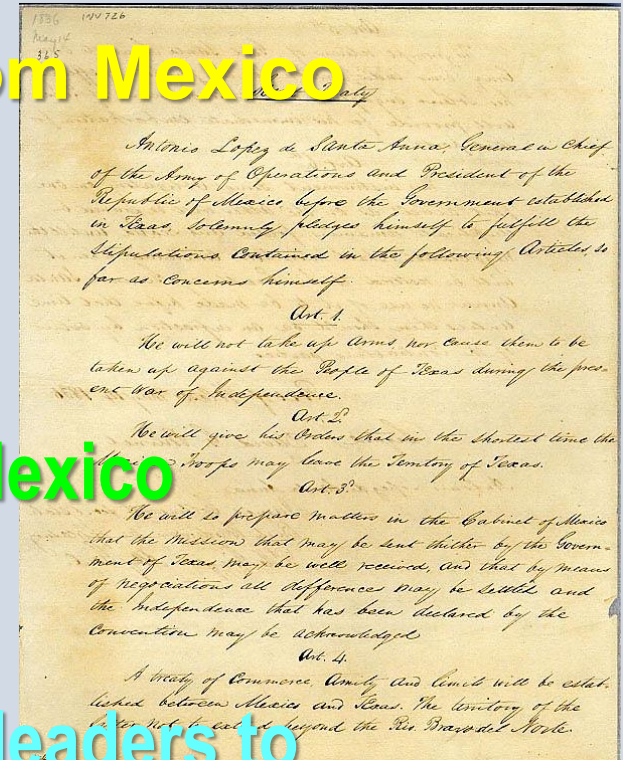 1836
May 14
INV 726
om Mexico
Treaty
Antonio Lopez de Santa Anna, General in Chief
of the Army of Operations and President of the
Republic of Mexico, before the Government established
in Texas, solemnly pledges himself to fulfill the
Stipulations contained in the following Articles, so
far as concerns himself.
Art. 1.
He will not take up arms, nor cause them to be
taken up against the People of Texas during the pres-
ent War of Independence.
Art. 2d
He will give his Orders that in the shortest time the
Troops may leave the Territory of Texas.
Mexico
Art. 3d
He will so prepare matters in the Cabinet of Mexico
that the Mission that may be sent thither by the Govern-
ment of Texas, may be well received, and that by means
of negociations all differences may be settled and
the Independence that has been declared by the
Convention may be acknowledged
Art. 4.
A treaty of Commerce, Amity and limits will be estab-
lished between Mexico and Texas. The territory of the
latter not to extend beyond the Rio Bravo del Norte.
leaders to